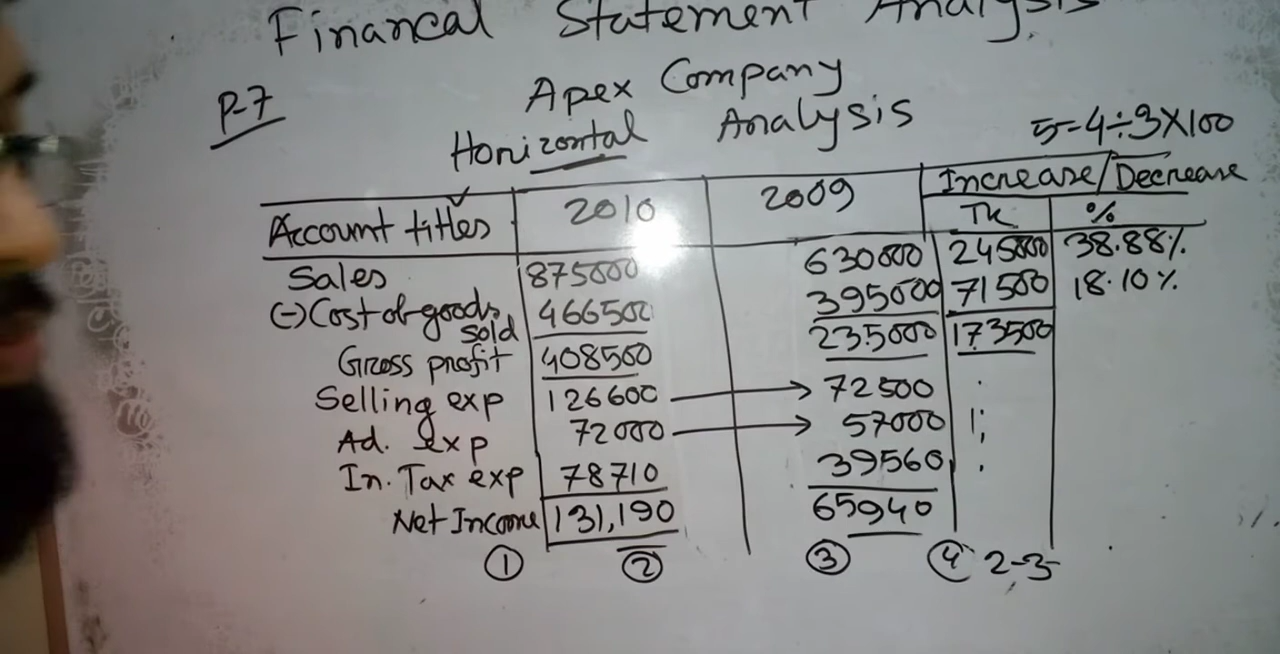 Financal Statement Analysis
P-7
Apex Company
Horizontal Analysis
5=4÷3X100
Account titles 2010 2009 Increase/Decrease
Tk %
Sales 875000 630000 245000 38.88%
(-) Cost of goods sold 466500 395000 71500 18.10%
Gross profit 408500 235000 173500
Selling exp 126600 72500
Ad. exp 72000 57000
In. Tax exp 78710 39560
Net Income 131,190 65940
① ② ③ ④ 2-3